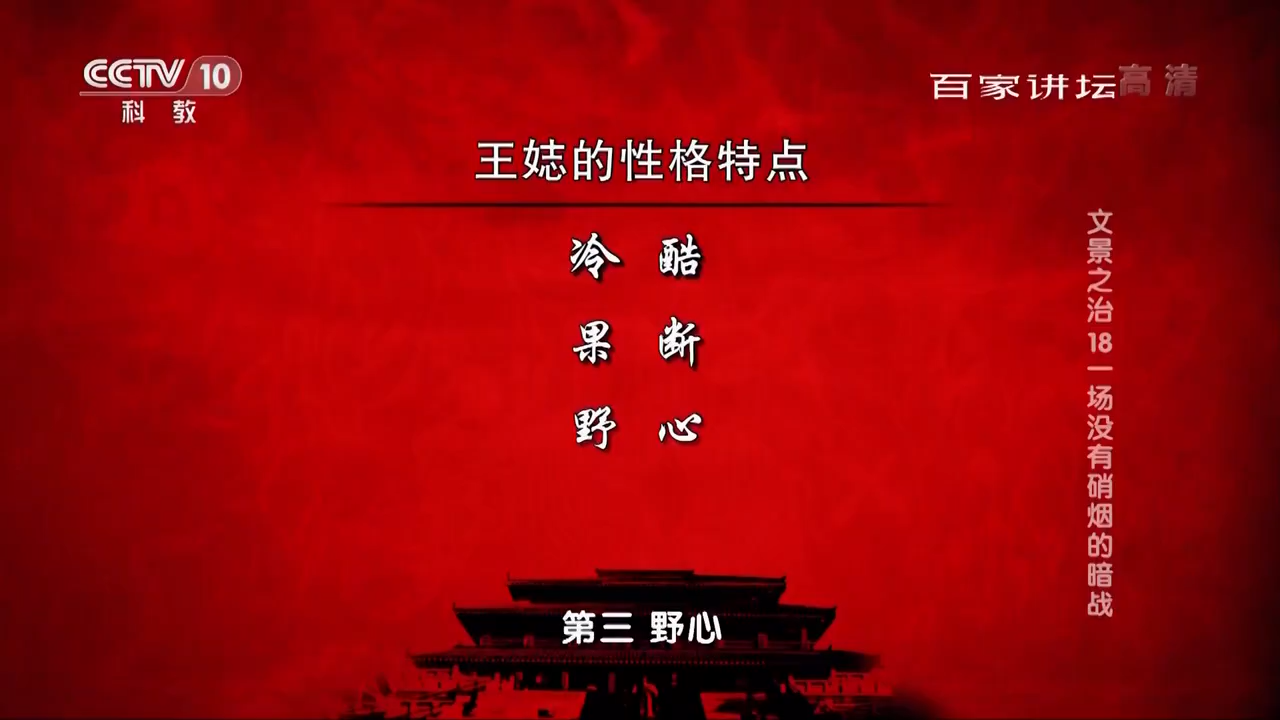 CCTV 10
科教
百家讲坛
高清
王娡的性格特点
冷酷
果断
野心
文景之治18一场没有硝烟的暗战
第三 野心